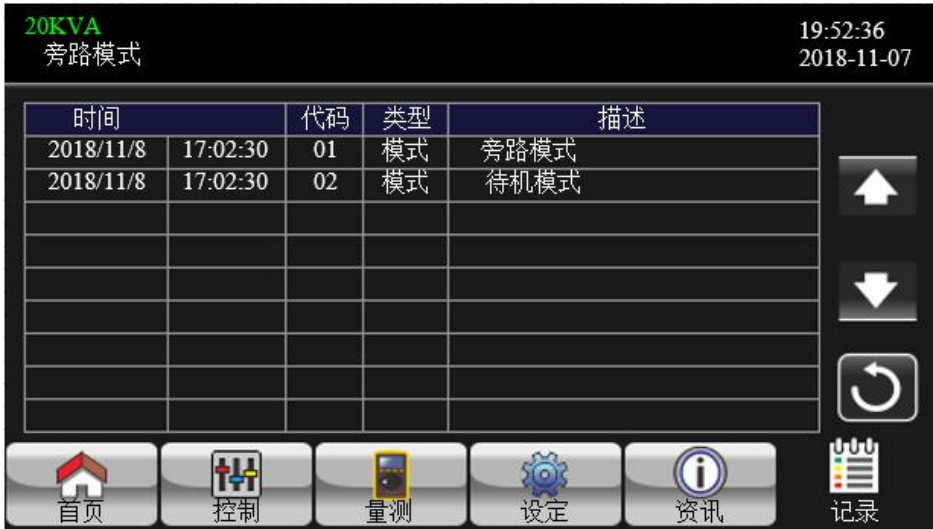 20KVA
旁路模式
19:52:36
2018-11-07
时间 代码 类型 描述
2018/11/8 17:02:30 01 模式 旁路模式
2018/11/8 17:02:30 02 模式 待机模式
首页 控制 量测 设定 资讯 记录